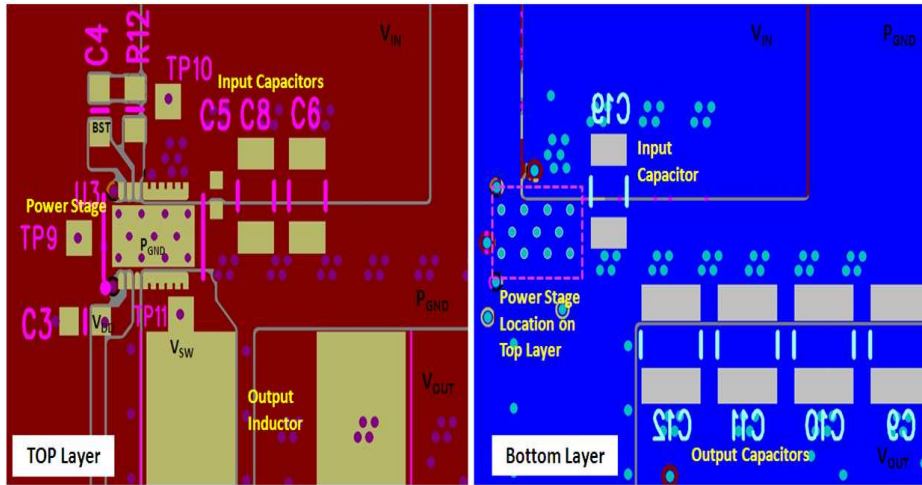 C4
R12
TP10
Input Capacitors
C5 C8 C6
V_IN
BST
U3
Power Stage
TP9
P_GND
C3
V_DD
TP11
V_SW
P_GND
Output
Inductor
V_OUT
TOP Layer
V_IN
P_GND
C19
Input
Capacitor
Power Stage
Location on
Top Layer
V_OUT
C12 C11 C10 C9
Output Capacitors
Bottom Layer